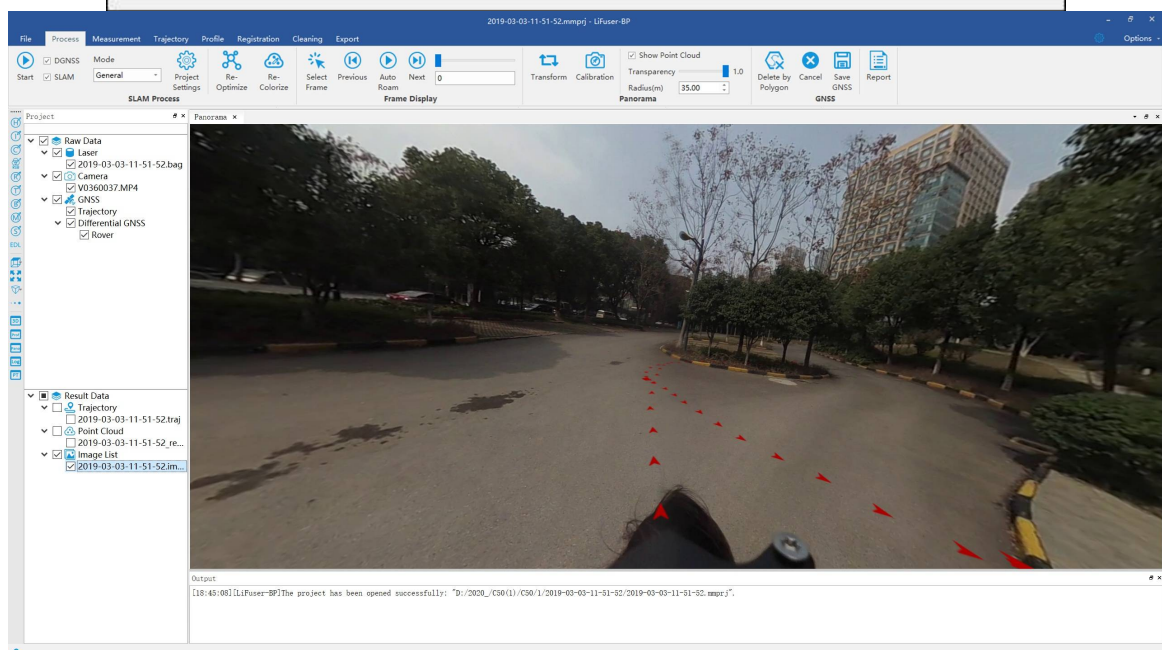 2019-03-03-11-51-52.mmprj - LiFuser-BP
File Process Measurement Trajectory Profile Registration Cleaning Export Options
Start
DGNSS
SLAM
Mode
General
Project Settings
SLAM Process
Re-Optimize
Re-Colorize
Select Frame
Previous
Auto Roam
Next
0
Frame Display
Transform
Calibration
Show Point Cloud
Transparency 1.0
Radius(m) 35.00
Panorama
Delete by Polygon
Cancel
Save GNSS
GNSS
Report
Project
Raw Data
Laser
2019-03-03-11-51-52.bag
Camera
V0360037.MP4
GNSS
Trajectory
Differential GNSS
Rover
EDL
Result Data
Trajectory
2019-03-03-11-51-52.traj
Point Cloud
2019-03-03-11-51-52_re...
Image List
2019-03-03-11-51-52.im...
Panorama
Output
[18:45:08][LiFuser-BP]The project has been opened successfully: "D:/2020_/C50(1)/C50/1/2019-03-03-11-51-52/2019-03-03-11-51-52.mmprj".